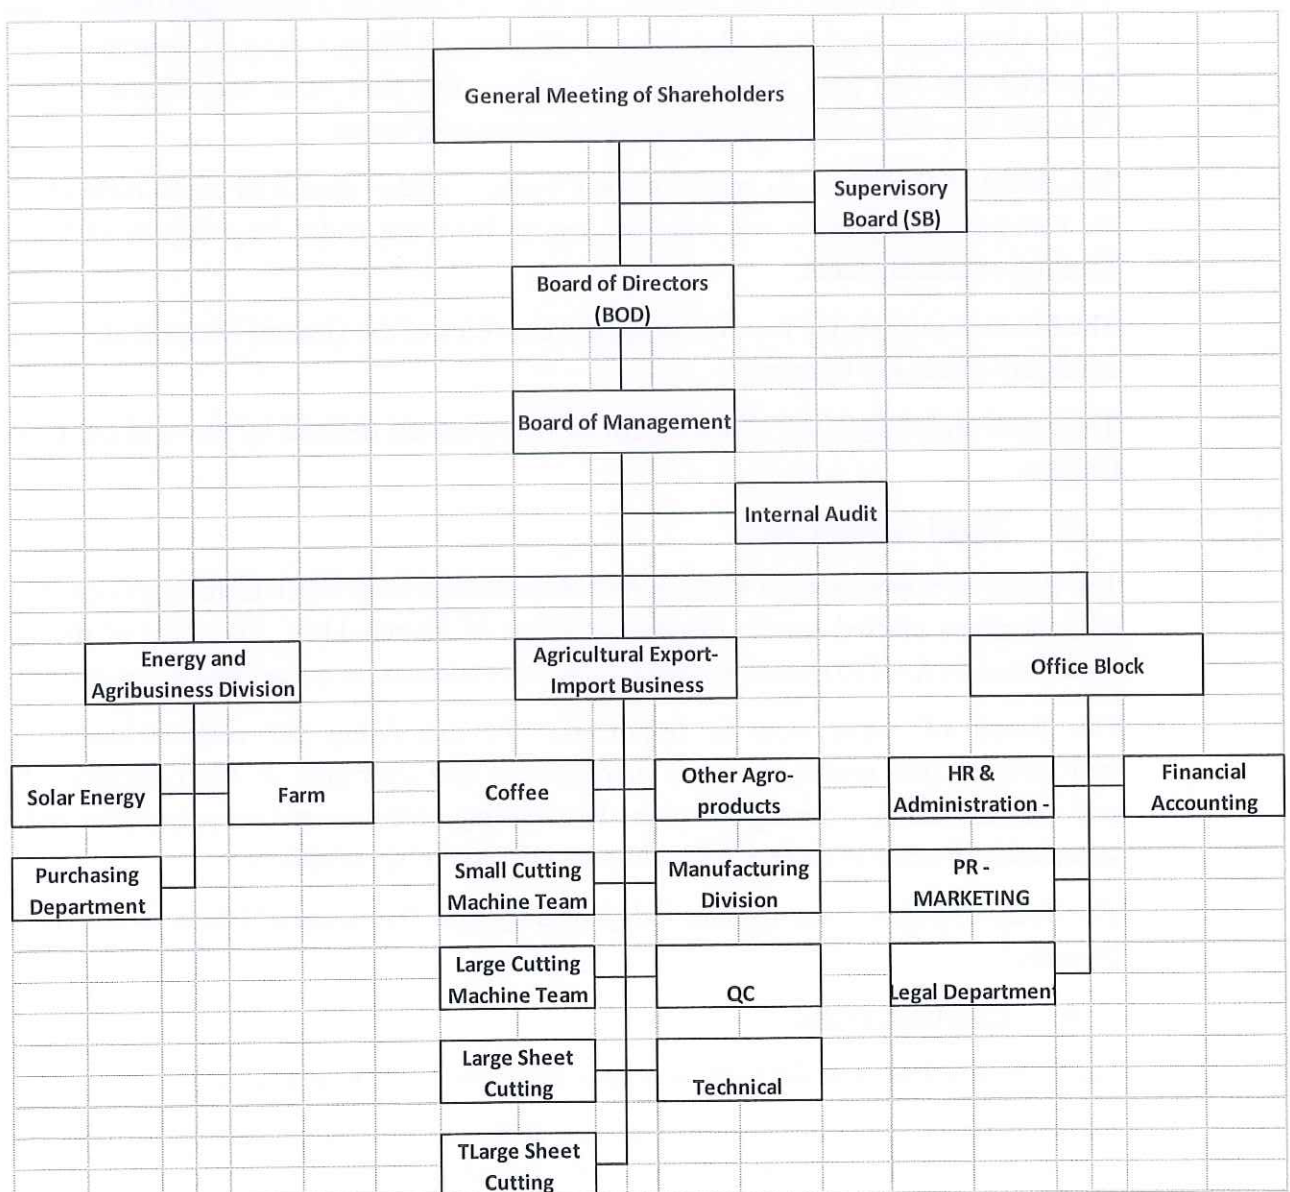 General Meeting of Shareholders
Supervisory
Board (SB)
Board of Directors
(BOD)
Board of Management
Internal Audit
Energy and
Agribusiness Division
Agricultural Export-
Import Business
Office Block
Solar Energy
Farm
Coffee
Other Agro-
products
HR &
Administration -
Financial
Accounting
Purchasing
Department
Small Cutting
Machine Team
Manufacturing
Division
PR -
MARKETING
Large Cutting
Machine Team
QC
Legal Department
Large Sheet
Cutting
Technical
TLarge Sheet
Cutting